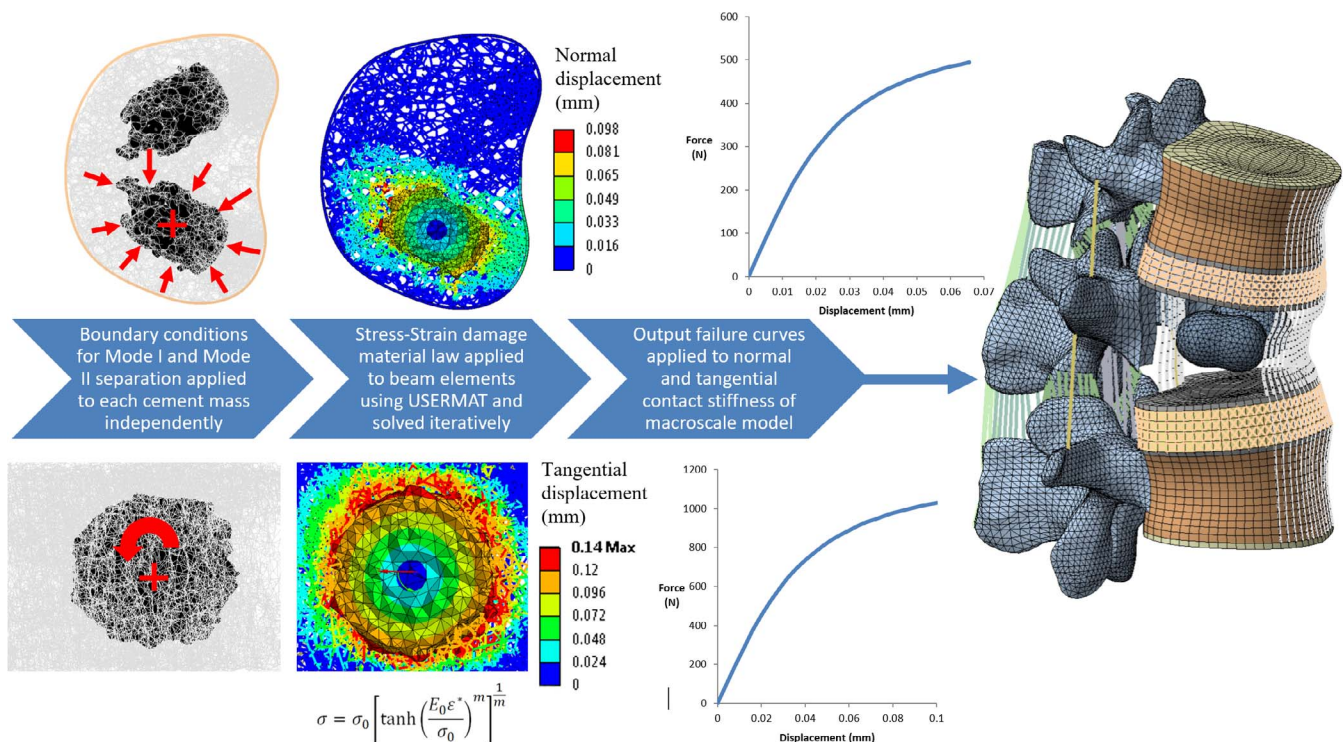 Normal
displacement
(mm)
0.098
0.081
0.065
0.049
0.033
0.016
0
600
500
400
Force
(N)
300
200
100
0
0
0.01
0.02
0.03
0.04
0.05
0.06
0.07
Displacement (mm)
Boundary conditions
for Mode I and Mode
II separation applied
to each cement mass
independently
Stress-Strain damage
material law applied
to beam elements
using USERMAT and
solved iteratively
Output failure curves
applied to normal
and tangential
contact stiffness of
macroscale model
Tangential
displacement
(mm)
0.14 Max
0.12
0.096
0.072
0.048
0.024
0
1200
1000
800
Force
(N)
600
400
200
0
0
0.02
0.04
0.06
0.08
0.1
Displacement (mm)
σ = σ₀ [tanh (E₀ε* / σ₀)^m]^(1/m)